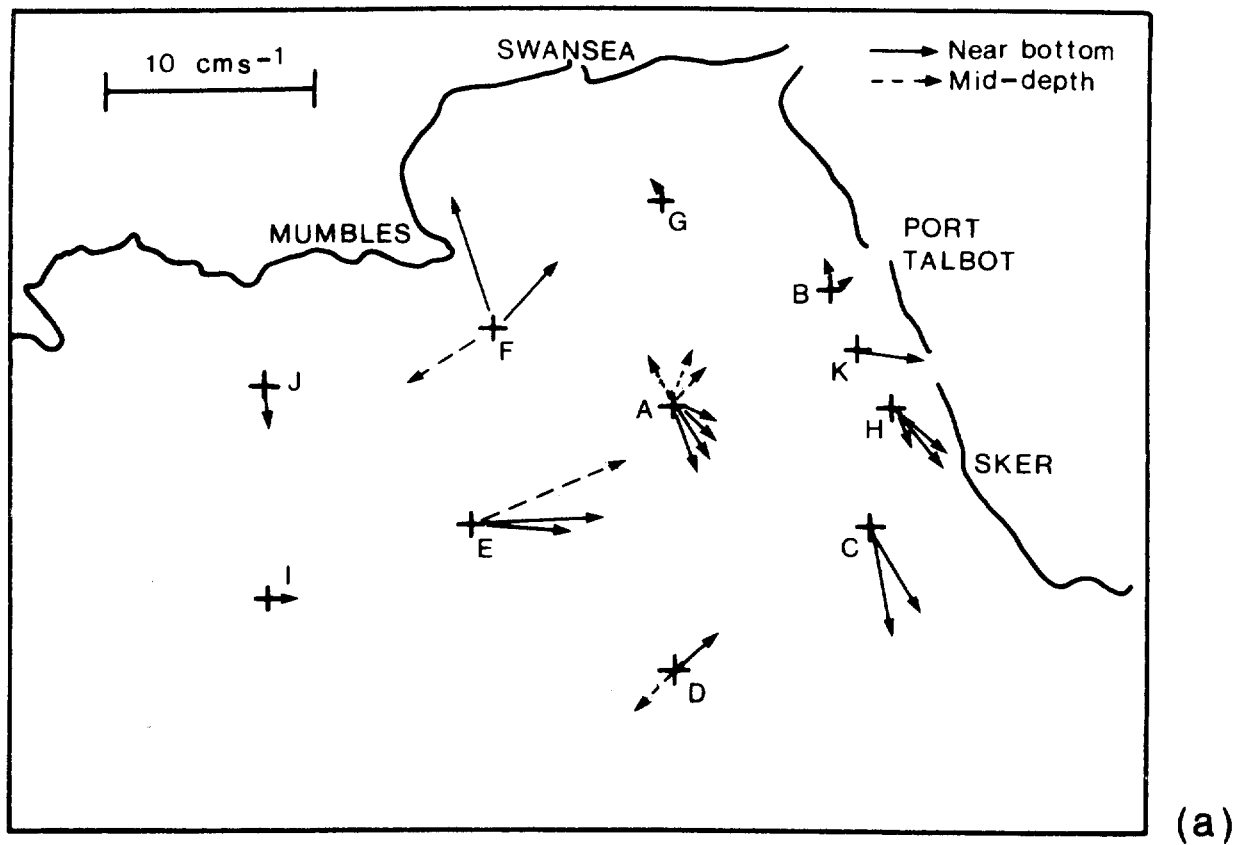 SWANSEA
10 cms⁻¹
Near bottom
Mid-depth
MUMBLES
G
PORT
TALBOT
B
F
K
J
A
H
SKER
E
C
I
D
(a)